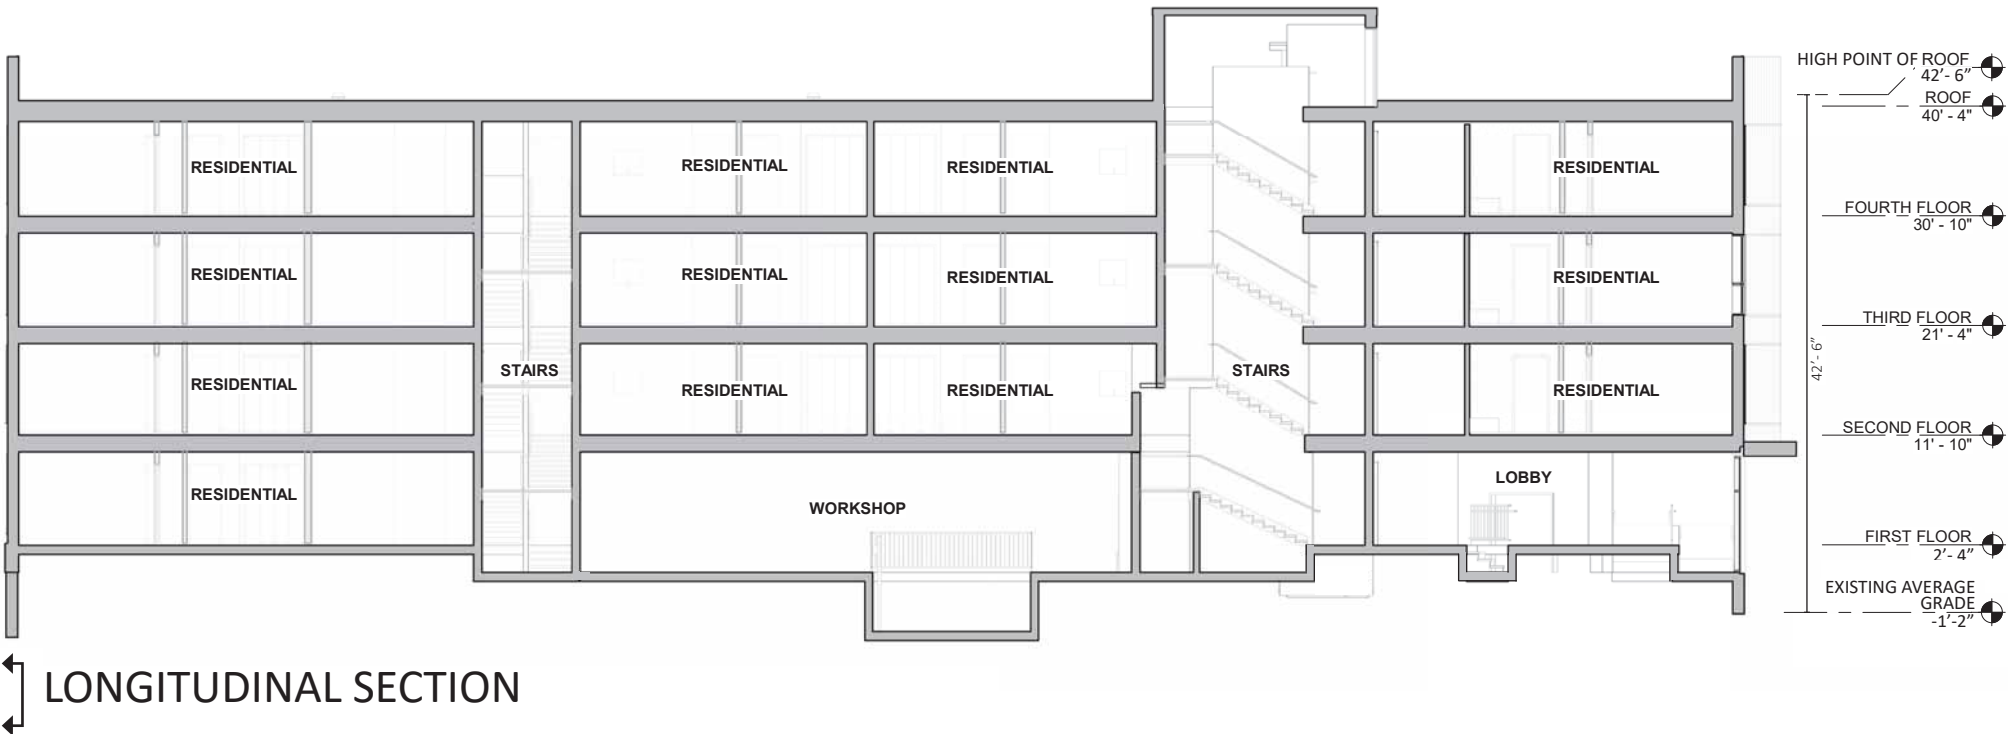 HIGH POINT OF ROOF
42'- 6"
ROOF
40' - 4"
RESIDENTIAL RESIDENTIAL RESIDENTIAL RESIDENTIAL
FOURTH FLOOR
30' - 10"
RESIDENTIAL RESIDENTIAL RESIDENTIAL RESIDENTIAL
THIRD FLOOR
21' - 4"
42'- 6"
STAIRS STAIRS
RESIDENTIAL RESIDENTIAL RESIDENTIAL RESIDENTIAL
SECOND FLOOR
11' - 10"
LOBBY
RESIDENTIAL
WORKSHOP
FIRST FLOOR
2'- 4"
EXISTING AVERAGE
GRADE
-1'-2"
LONGITUDINAL SECTION